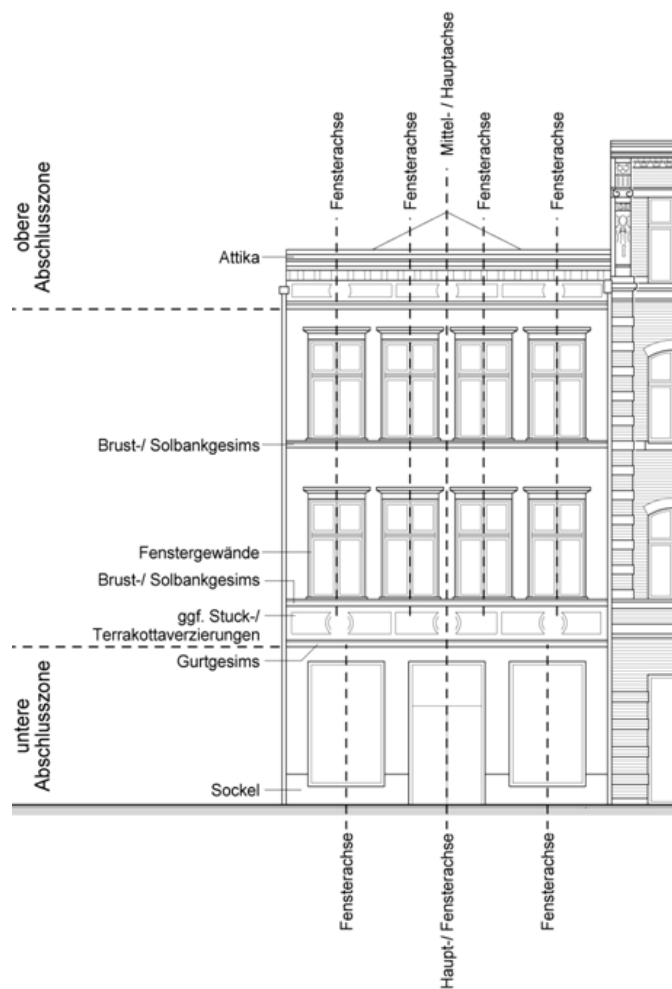 Fensterachse
Fensterachse
Mittel- / Hauptachse
Fensterachse
Fensterachse
obere
Abschlusszone
Attika
Brust-/ Solbankgesims
Fenstergewände
Brust-/ Solbankgesims
ggf. Stuck-/
Terrakottaverzierungen
Gurtgesims
untere
Abschlusszone
Sockel
Fensterachse
Haupt-/ Fensterachse
Fensterachse